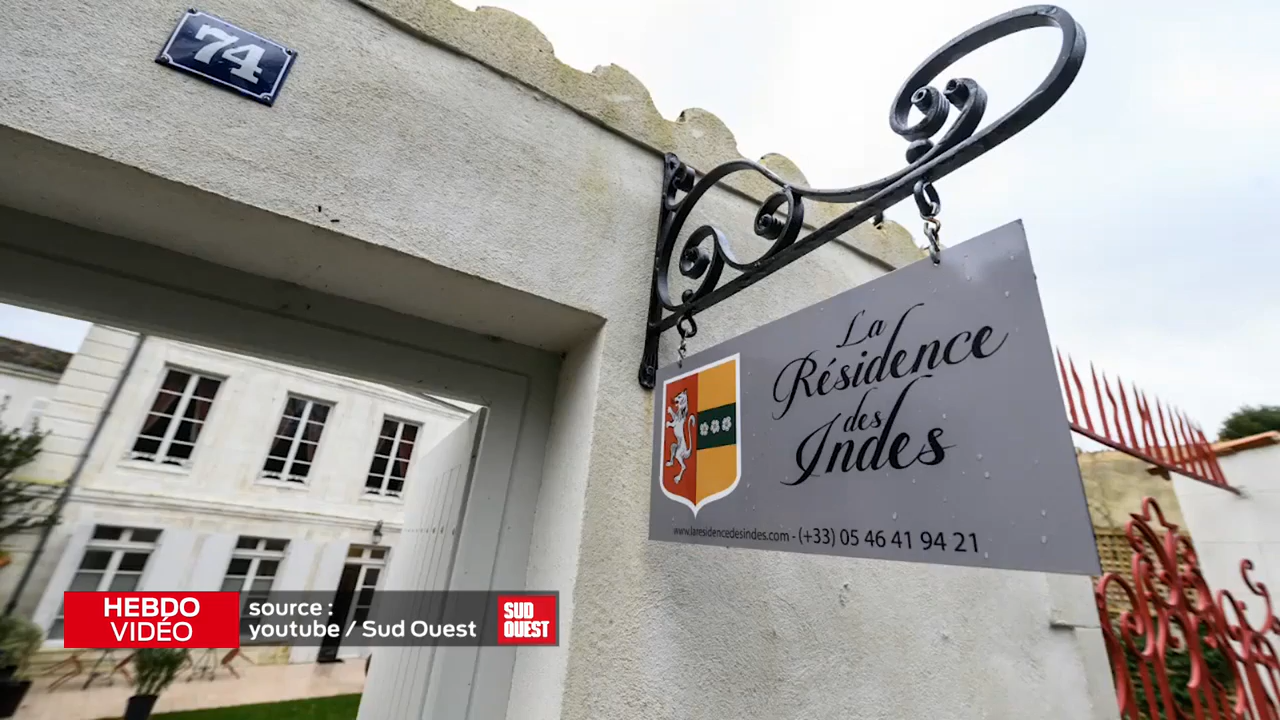 74
La
Résidence
des
Indes
www.laresidencedesindes.com - (+33) 05 46 41 94 21
HEBDO
VIDÉO
source :
youtube / Sud Ouest
SUD
OUEST